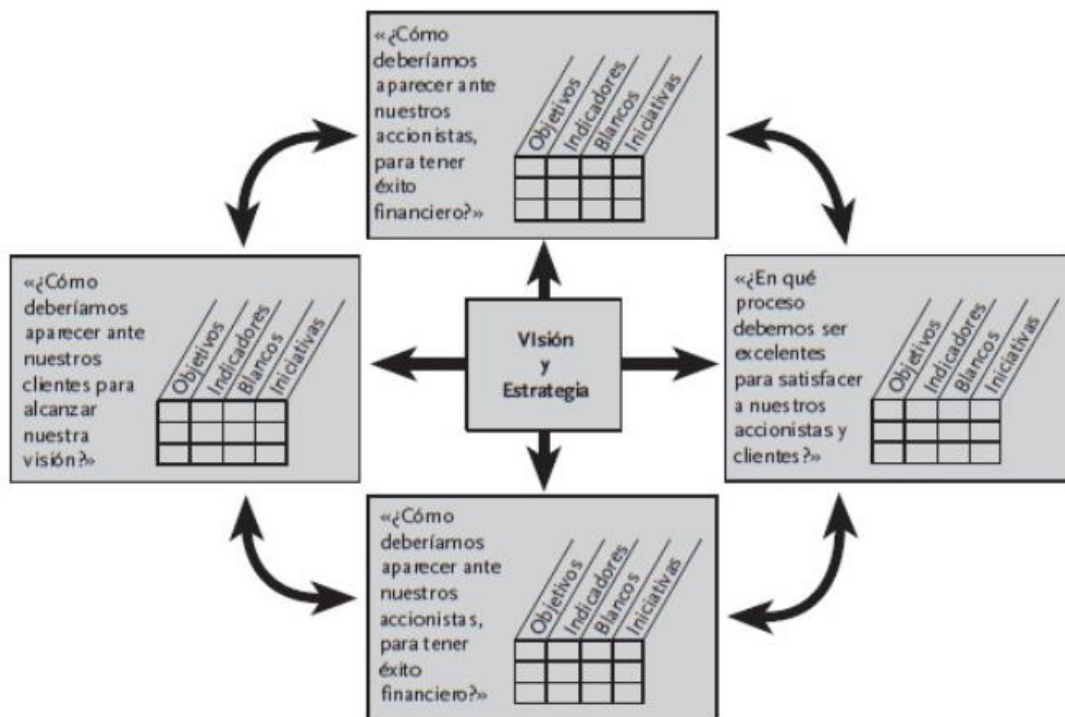 «¿Cómo
deberíamos
aparecer ante
nuestros
accionistas,
para tener
éxito
financiero?»
Objetivos
Indicadores
Blancos
Iniciativas
«¿Cómo
deberíamos
aparecer ante
nuestros
clientes para
alcanzar
nuestra
visión?»
Objetivos
Indicadores
Blancos
Iniciativas
Visión
y
Estrategia
«¿En qué
proceso
debemos ser
excelentes
para satisfacer
a nuestros
accionistas y
clientes?»
Objetivos
Indicadores
Blancos
Iniciativas
«¿Cómo
deberíamos
aparecer ante
nuestros
accionistas,
para tener
éxito
financiero?»
Objetivos
Indicadores
Blancos
Iniciativas